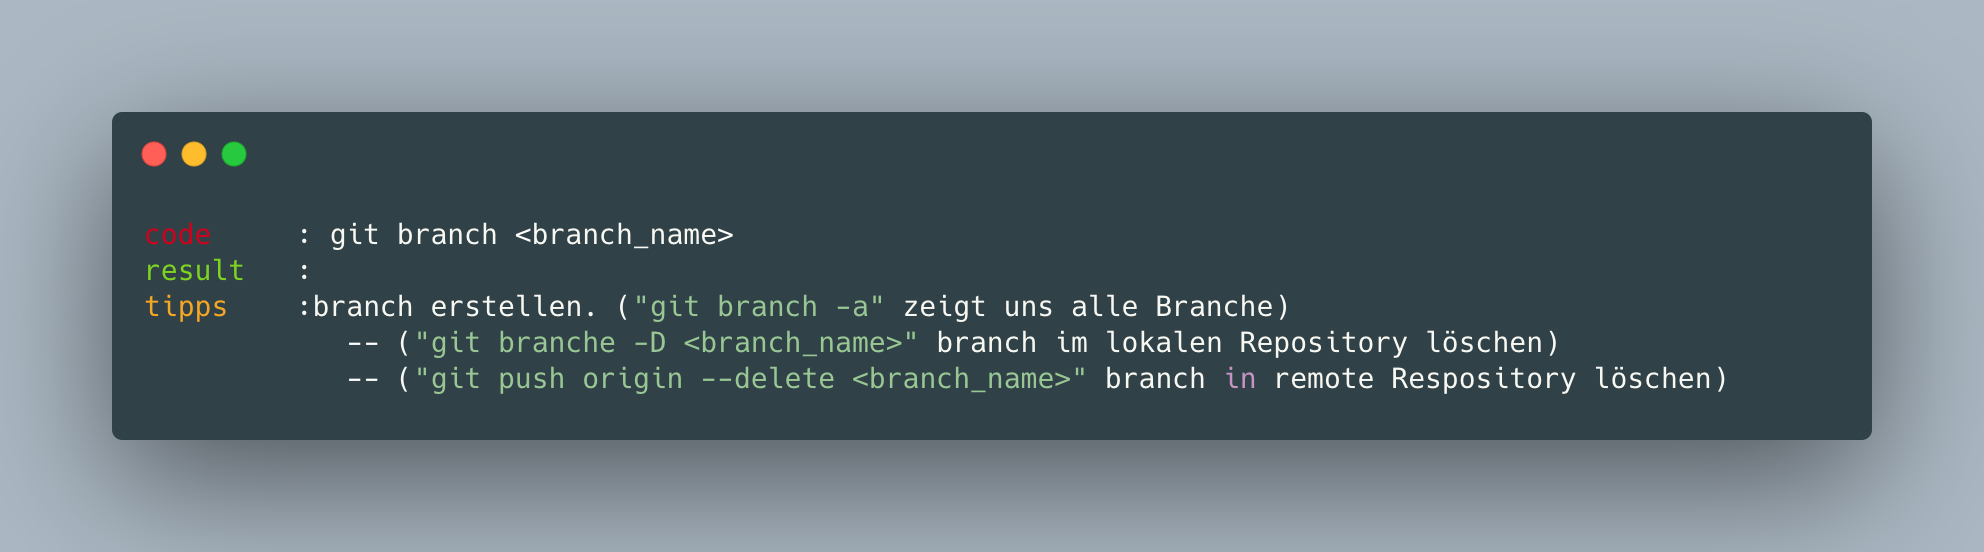 code : git branch <branch_name>
result :
tipps :branch erstellen. ("git branch -a" zeigt uns alle Branche)
-- ("git branche -D <branch_name>" branch im lokalen Repository löschen)
-- ("git push origin --delete <branch_name>" branch in remote Respository löschen)